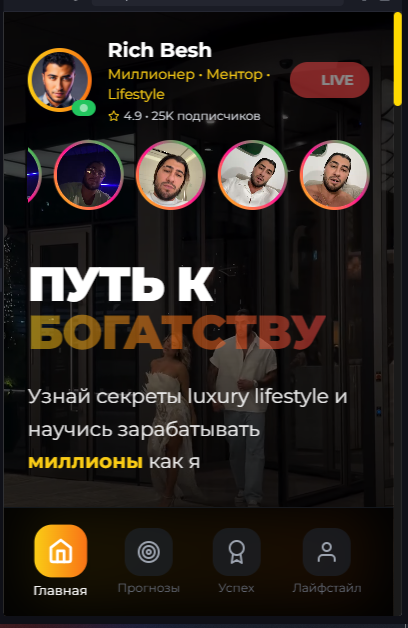 Rich Besh
Миллионер • Ментор •
Lifestyle
4.9 • 25K подписчиков
LIVE
ПУТЬ К
БОГАТСТВУ
Узнай секреты luxury lifestyle и
научись зарабатывать
миллионы как я
Главная
Прогнозы
Успех
Лайфстайл